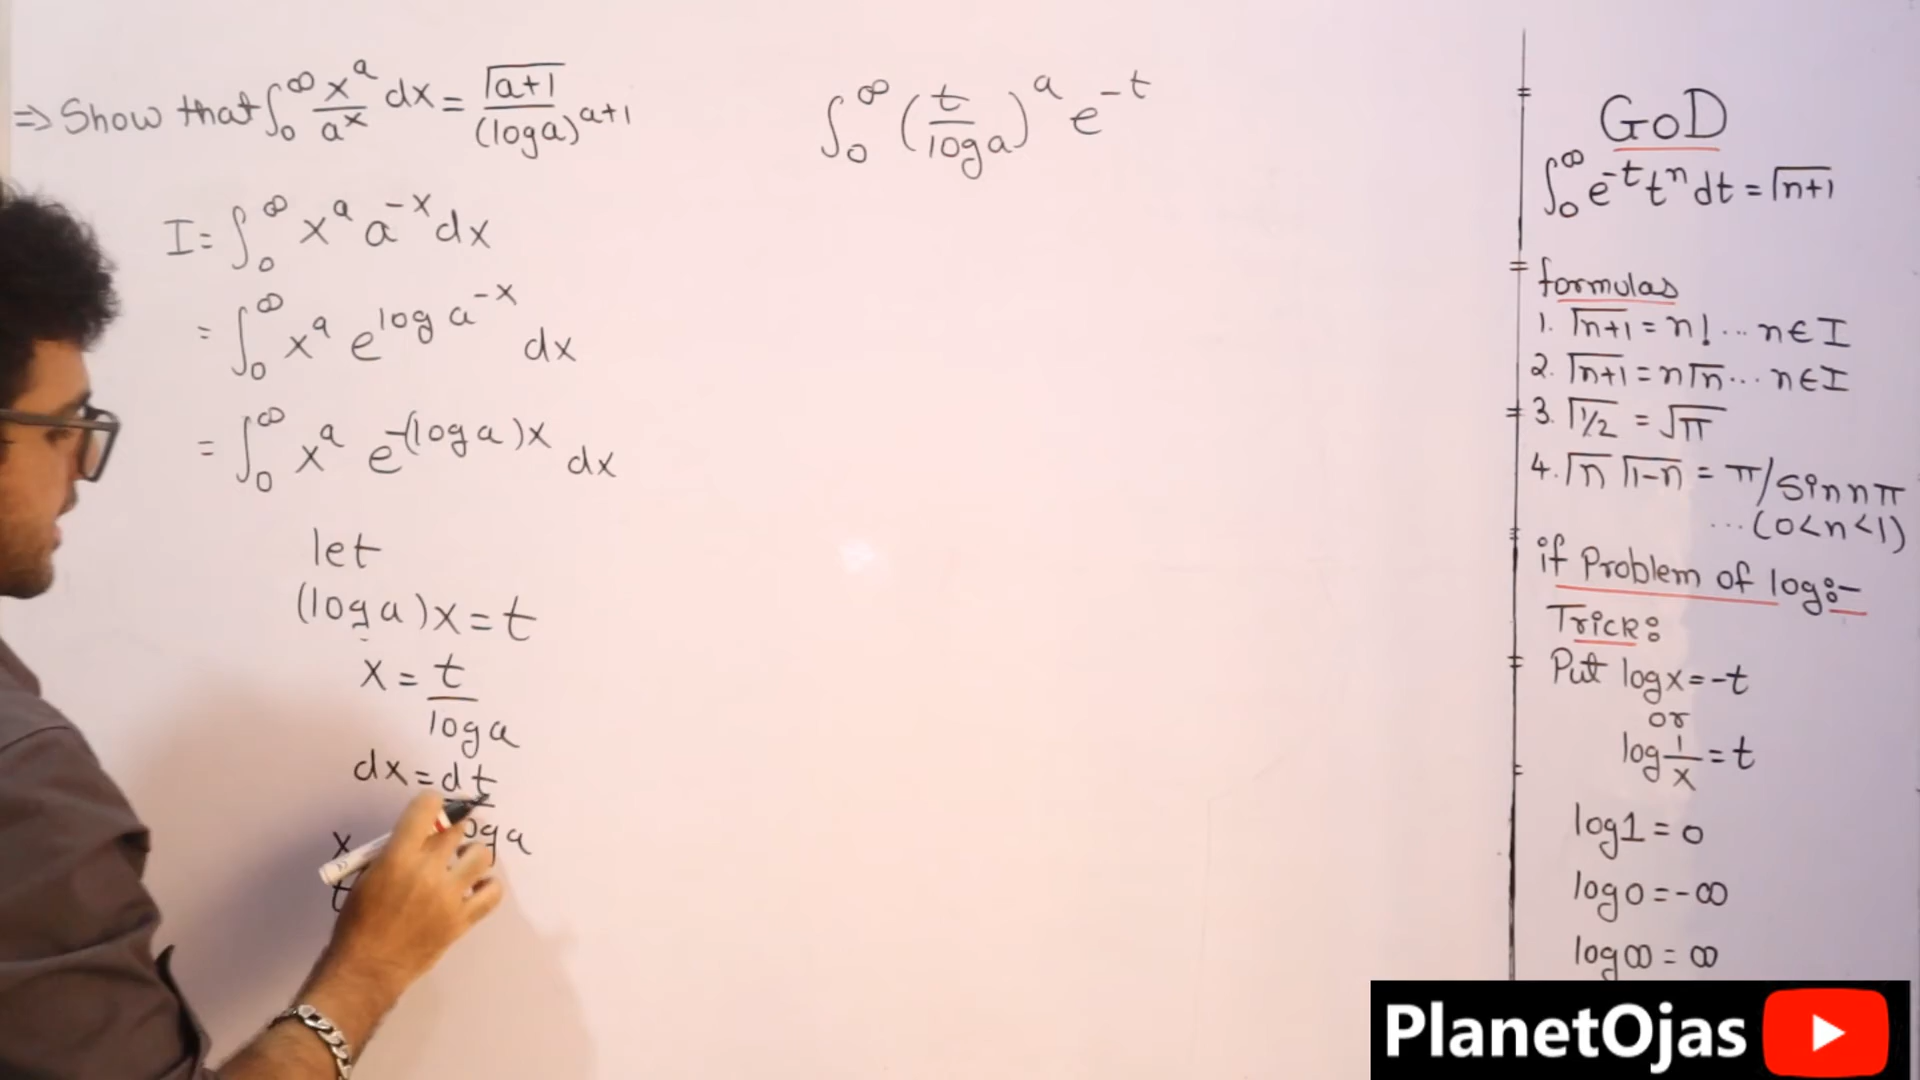 ⇒ Show that ∫₀^∞ x^a/a^x dx = Γ(a+1)/(log a)^(a+1)
I = ∫₀^∞ x^a a^-x dx
= ∫₀^∞ x^a e^(log a^-x) dx
= ∫₀^∞ x^a e^(-(log a)x) dx
let
(log a)x = t
x = t/log a
dx = dt/log a
x
t
∫₀^∞ (t/log a)^a e^-t
GOD
∫₀^∞ e^-t t^n dt = Γ(n+1)
formulas
1. Γ(n+1) = n! ... n∈I
2. Γ(n+1) = nΓn ... n∈I
3. Γ(1/2) = √π
4. Γn Γ(1-n) = π/sin nπ
... (0<n<1)
if Problem of log:-
Trick:
Put log x = -t
or
log 1/x = t
log 1 = 0
log 0 = -∞
log ∞ = ∞
PlanetOjas